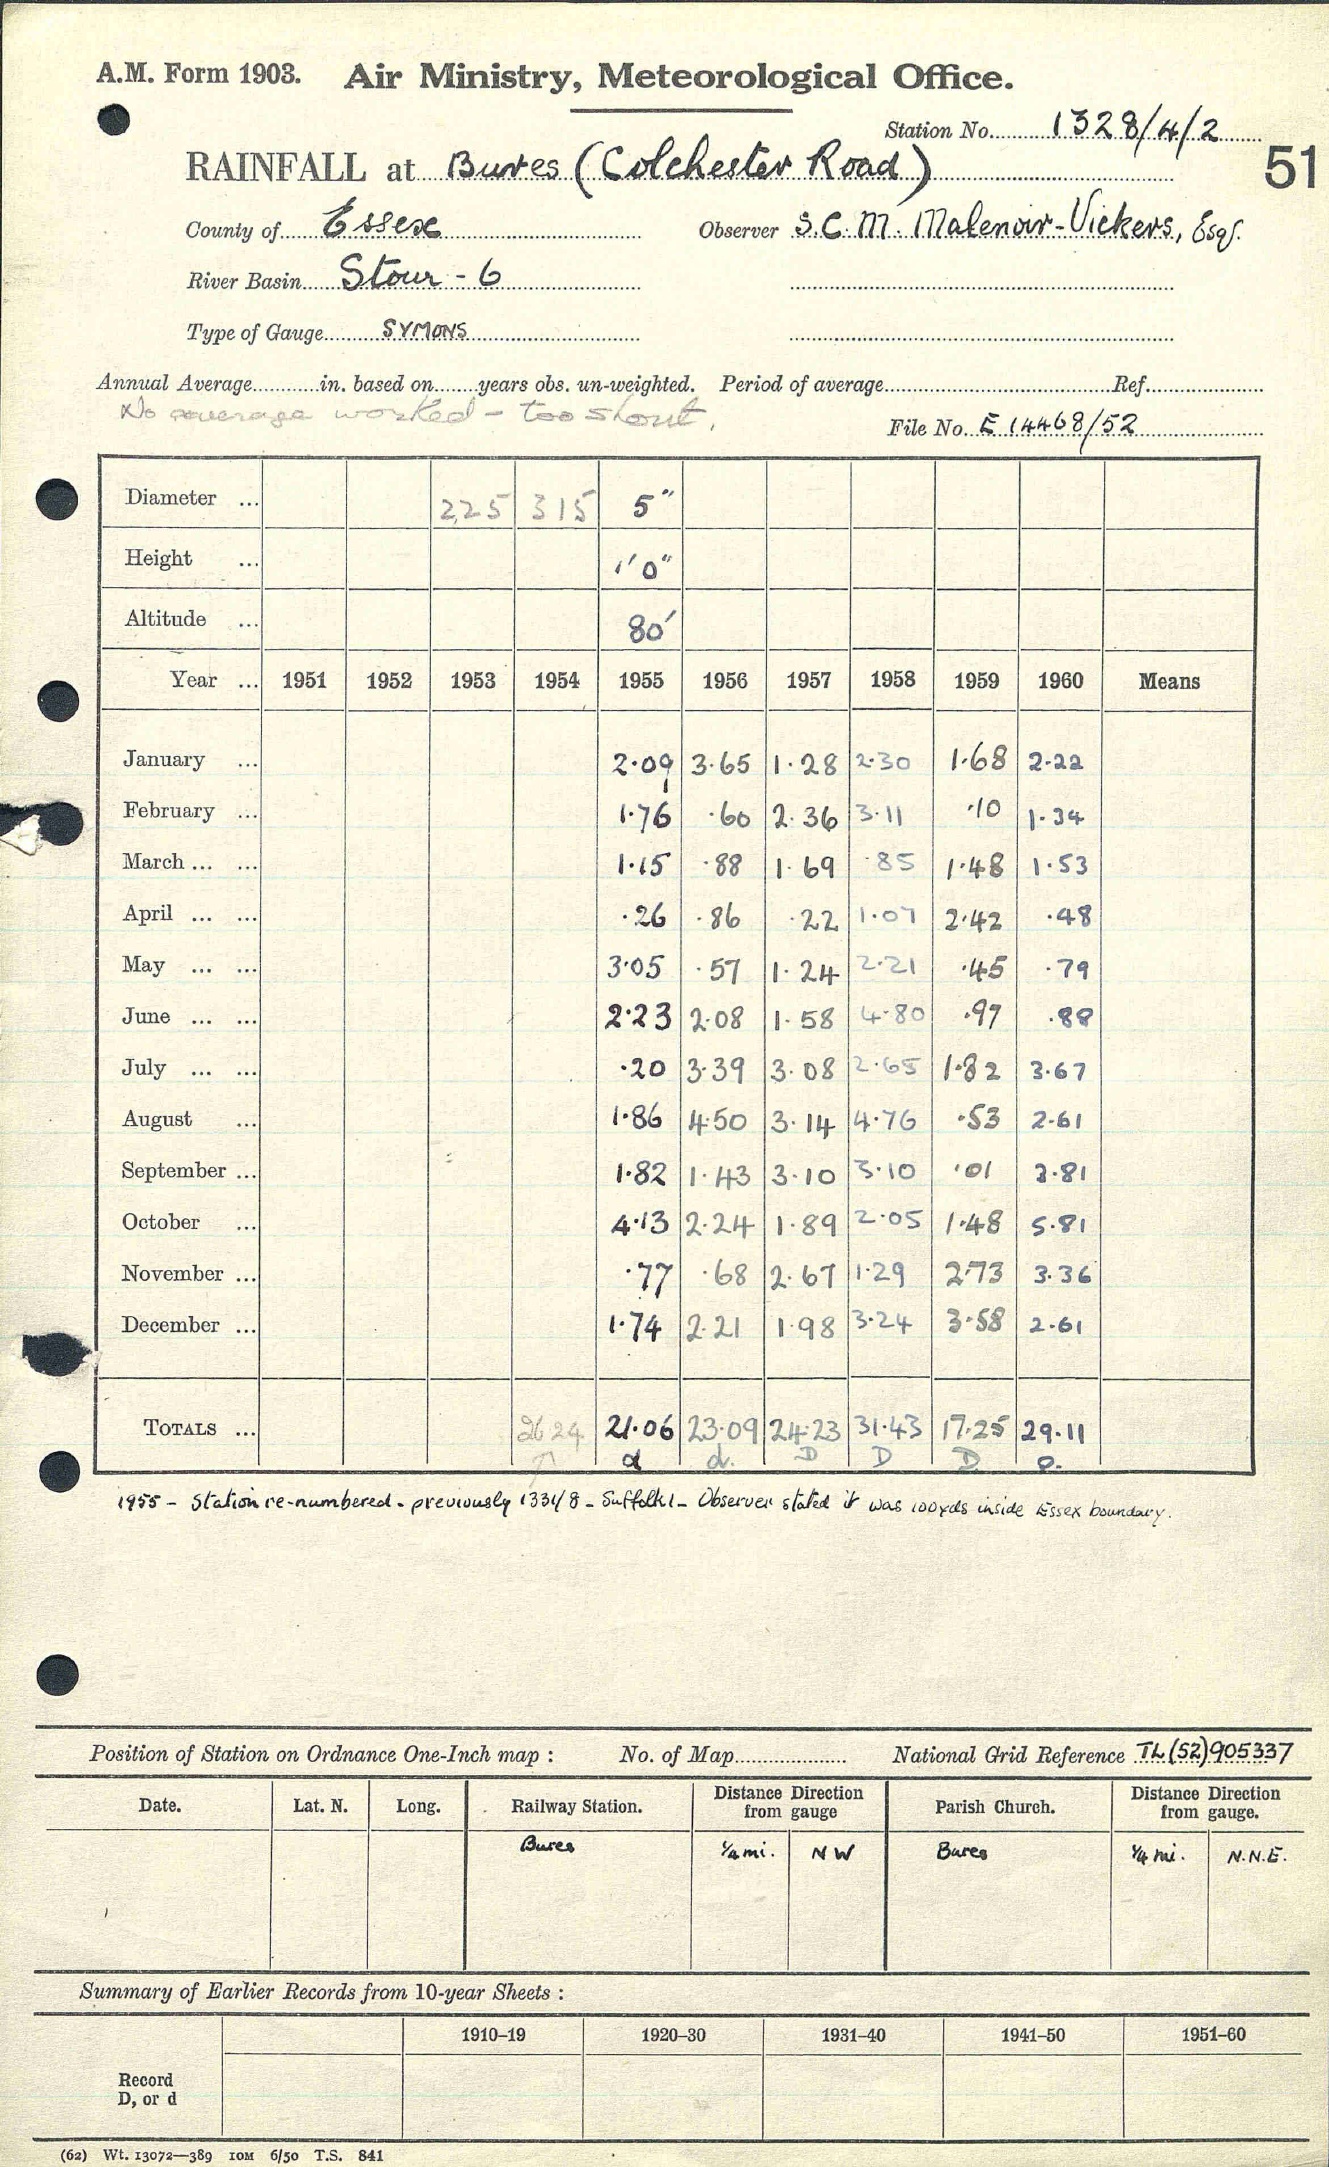 A.M. Form 1903. Air Ministry, Meteorological Office.
Station No. 1328/4/2
51
RAINFALL at Bures (Colchester Road)
County of Essex Observer S.C.M. Malenoir-Vickers, Esq.
River Basin Stour - 6
Type of Gauge SYMONS
Annual Average in. based on years obs. un-weighted. Period of average Ref.
No average worked - too short.
File No. E 14468/52
Diameter ... 225 315 5"
Height ... 1'0"
Altitude ... 80'
Year ... 1951 1952 1953 1954 1955 1956 1957 1958 1959 1960 Means
January ... 2.09 3.65 1.28 2.30 1.68 2.22
February ... 1.76 .60 2.36 3.11 .10 1.34
March ... ... 1.15 .88 1.69 .85 1.48 1.53
April ... ... .26 .86 .22 1.07 2.42 .48
May ... ... 3.05 .57 1.24 2.21 .45 .79
June ... ... 2.23 2.08 1.58 4.80 .97 .88
July ... ... .20 3.39 3.08 2.65 1.82 3.67
August ... 1.86 4.50 3.14 4.76 .53 2.61
September ... 1.82 1.43 3.10 3.10 .01 3.81
October ... 4.13 2.24 1.89 2.05 1.48 5.81
November ... .77 .68 2.67 1.29 2.73 3.36
December ... 1.74 2.21 1.98 3.24 3.58 2.61
TOTALS ... 26 24 21.06 23.09 24.23 31.43 17.25 29.11
d d. D D D D.
1955 - Station re-numbered - previously 1331/8 - Suffolk - Observer stated it was 100yds inside Essex boundary.
Position of Station on Ordnance One-Inch map : No. of Map National Grid Reference TL(52)905337
Date. Lat. N. Long. Railway Station. Distance Direction from gauge Parish Church. Distance Direction from gauge.
Bures 1/4 mi. NW Bures 1/4 mi. N.N.E.
Summary of Earlier Records from 10-year Sheets :
1910–19 1920–30 1931–40 1941–50 1951–60
Record
D, or d
(62) Wt. 13072—389 10M 6/50 T.S. 841